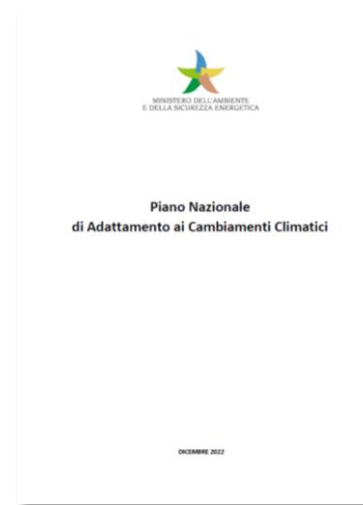 MINISTERO DELL'AMBIENTE
E DELLA SICUREZZA ENERGETICA
Piano Nazionale
di Adattamento ai Cambiamenti Climatici
DICEMBRE 2022